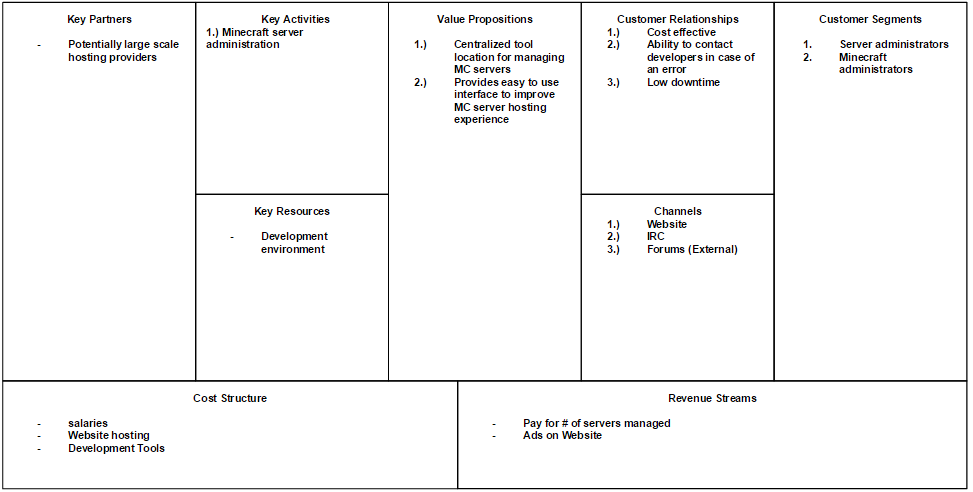 Key Partners
- Potentially large scale
hosting providers
Key Activities
1.) Minecraft server
administration
Key Resources
- Development
environment
Value Propositions
1.) Centralized tool
location for managing
MC servers
2.) Provides easy to use
interface to improve
MC server hosting
experience
Customer Relationships
1.) Cost effective
2.) Ability to contact
developers in case of
an error
3.) Low downtime
Channels
1.) Website
2.) IRC
3.) Forums (External)
Customer Segments
1. Server administrators
2. Minecraft
administrators
Cost Structure
- salaries
- Website hosting
- Development Tools
Revenue Streams
- Pay for # of servers managed
- Ads on Website